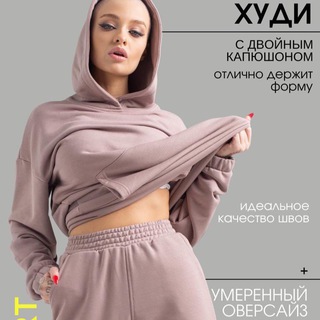 ХУДИ
С ДВОЙНЫМ
КАПЮШОНОМ
ОТЛИЧНО ДЕРЖИТ
ФОРМУ
идеальное
качество швов
+
УМЕРЕННЫЙ
ОВЕРСАЙЗ